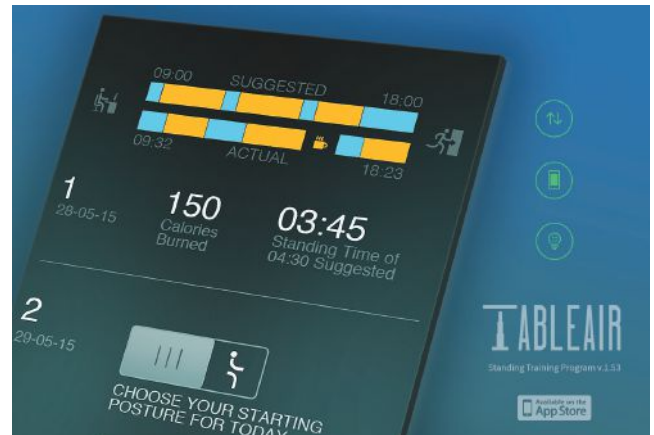 09:00 SUGGESTED 18:00
09:32 ACTUAL 18:23
1
28-05-15
150
Calories
Burned
03:45
Standing Time of
04:30 Suggested
2
29-05-15
CHOOSE YOUR STARTING
POSTURE FOR TODAY
TABLEAIR
Standing Training Program v.1.53
Available on the
App Store